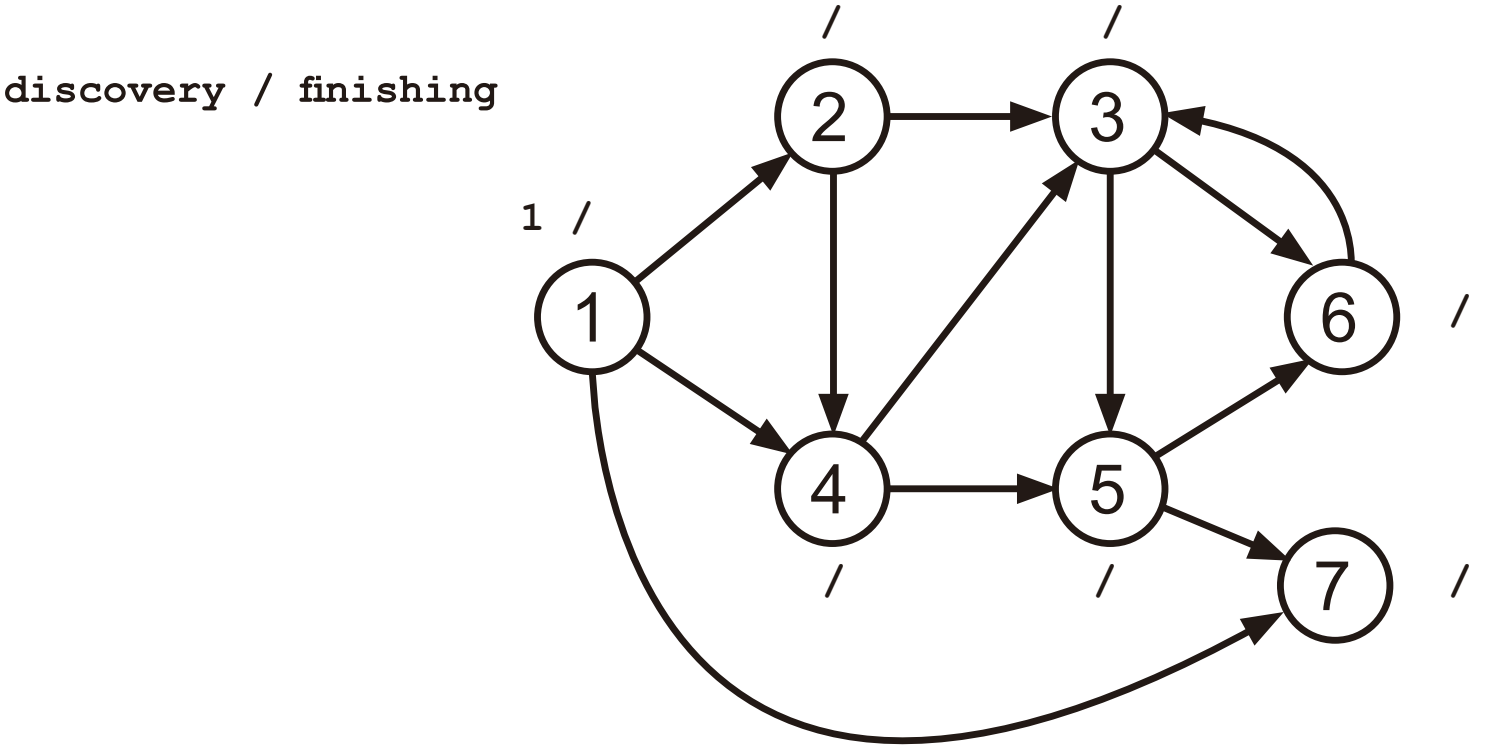 / /
discovery / finishing
2 3
1 /
1 6 /
4 5
/ / 7 /